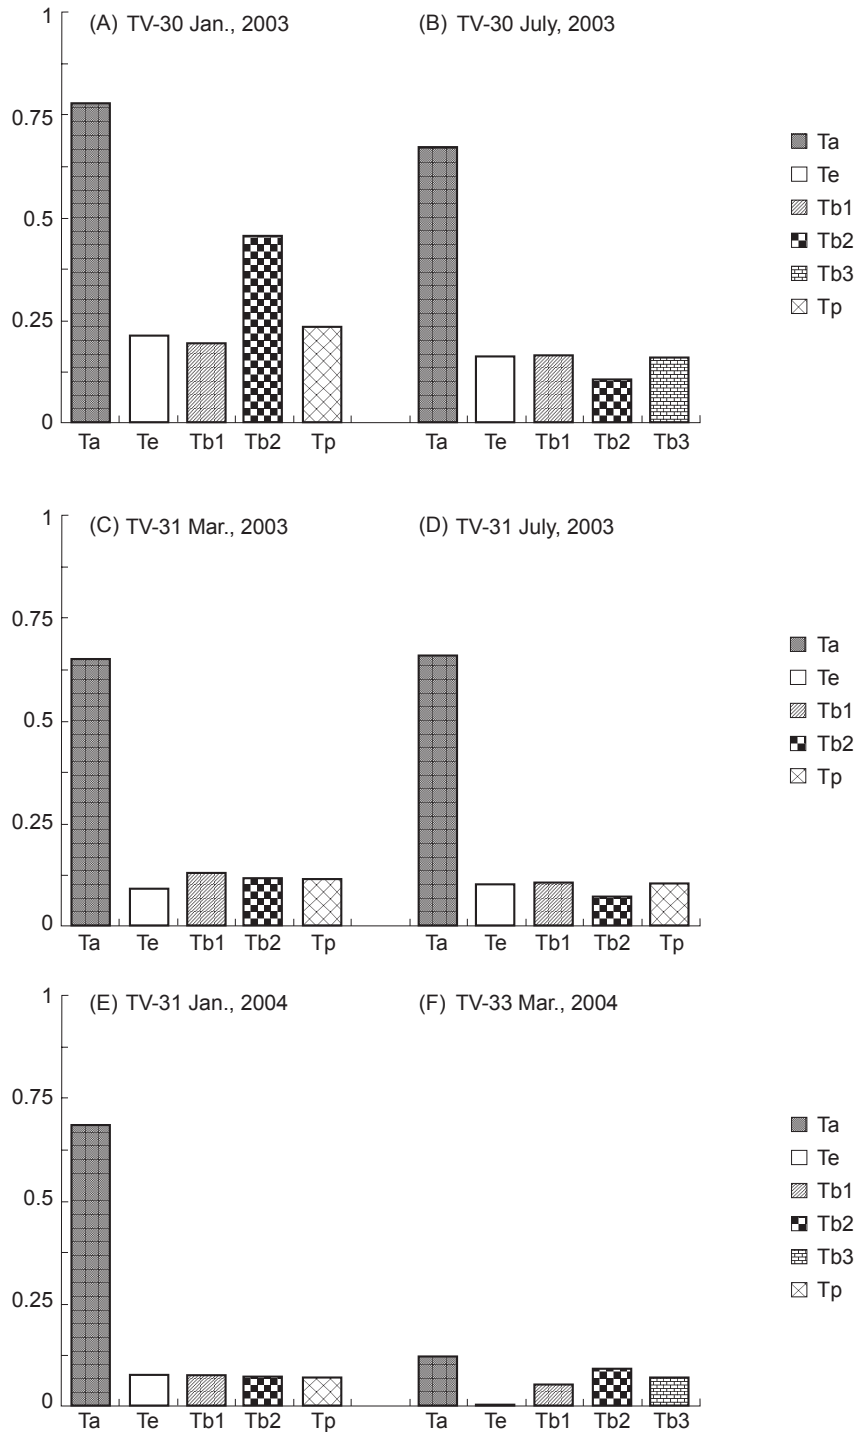 1
(A) TV-30 Jan., 2003
(B) TV-30 July, 2003
0.75
0.5
0.25
0
Ta Te Tb1 Tb2 Tp
Ta Te Tb1 Tb2 Tb3
Ta
Te
Tb1
Tb2
Tb3
Tp
1
(C) TV-31 Mar., 2003
(D) TV-31 July, 2003
0.75
0.5
0.25
0
Ta Te Tb1 Tb2 Tp
Ta Te Tb1 Tb2 Tp
Ta
Te
Tb1
Tb2
Tp
1
(E) TV-31 Jan., 2004
(F) TV-33 Mar., 2004
0.75
0.5
0.25
0
Ta Te Tb1 Tb2 Tp
Ta Te Tb1 Tb2 Tb3
Ta
Te
Tb1
Tb2
Tb3
Tp